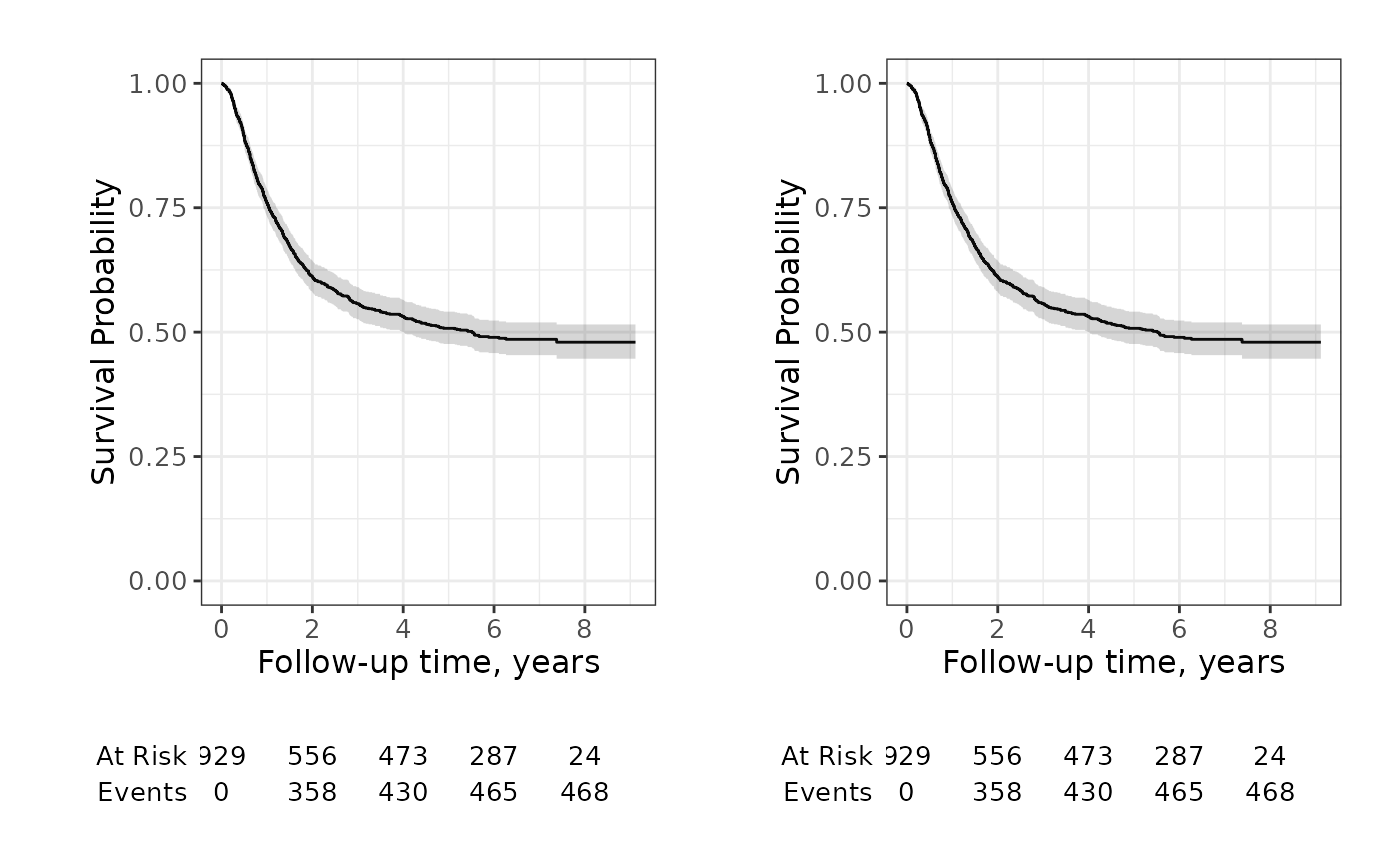 1.00
0.75
0.50
0.25
0.00
Survival Probability
0 2 4 6 8
Follow-up time, years
At Risk 929 556 473 287 24
Events 0 358 430 465 468
1.00
0.75
0.50
0.25
0.00
Survival Probability
0 2 4 6 8
Follow-up time, years
At Risk 929 556 473 287 24
Events 0 358 430 465 468